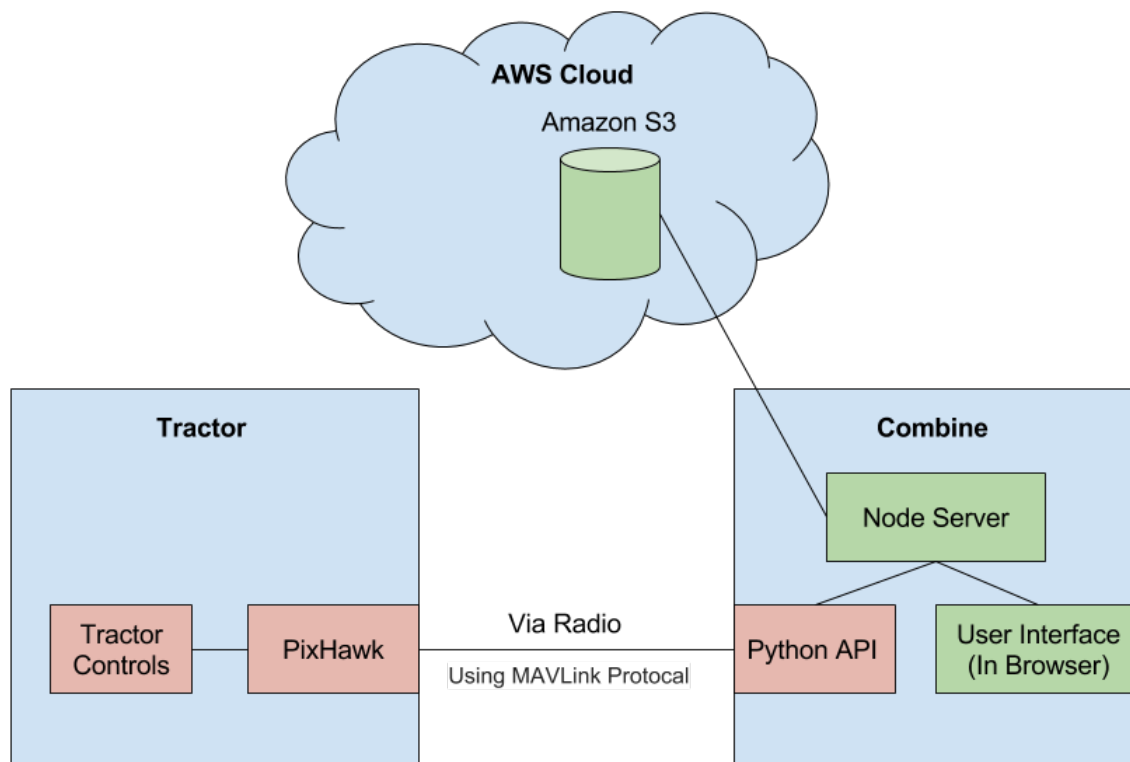 AWS Cloud
Amazon S3
Tractor
Combine
Node Server
Tractor
Controls
PixHawk
Via Radio
Using MAVLink Protocal
Python API
User Interface
(In Browser)